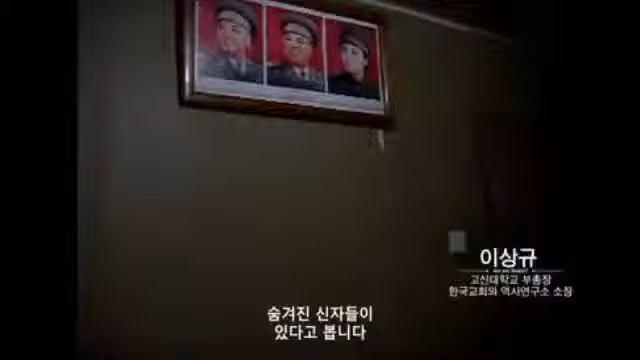 이상규
고신대학교 부총장
한국교회와 역사연구소 소장
숨겨진 신자들이
있다고 봅니다